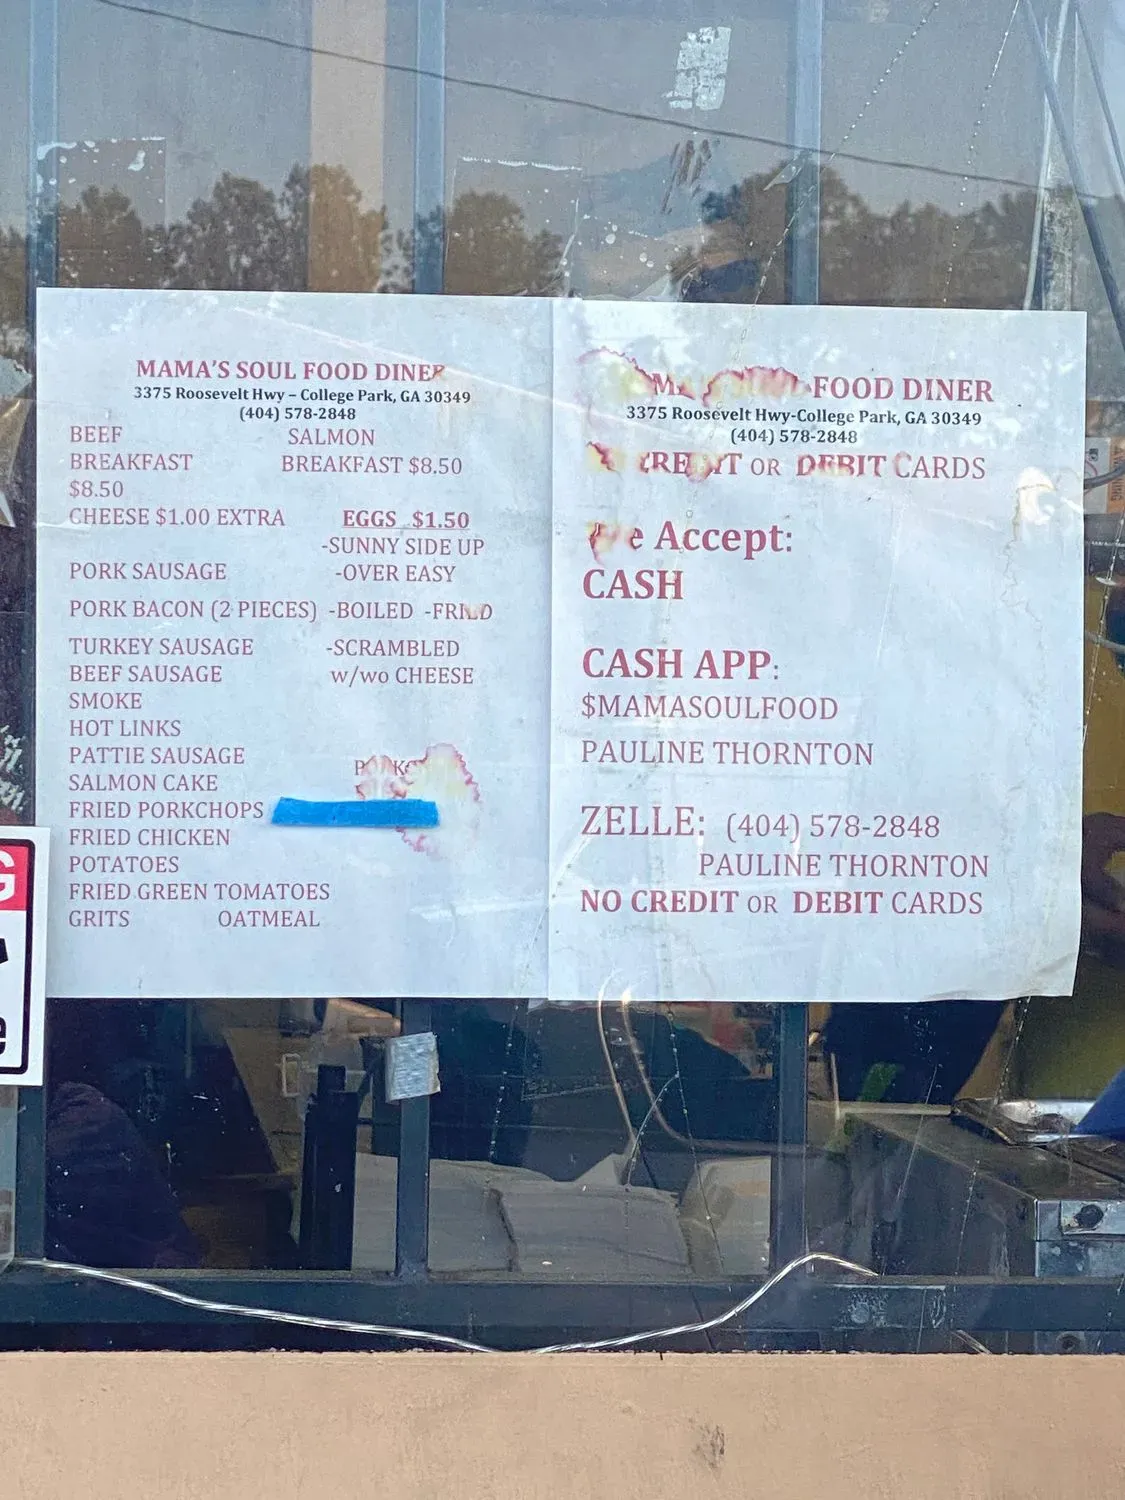 MAMA'S SOUL FOOD DINER
3375 Roosevelt Hwy – College Park, GA 30349
(404) 578-2848
BEEF SALMON
BREAKFAST BREAKFAST $8.50
$8.50
CHEESE $1.00 EXTRA EGGS $1.50
-SUNNY SIDE UP
PORK SAUSAGE -OVER EASY
PORK BACON (2 PIECES) -BOILED -FRIED
TURKEY SAUSAGE -SCRAMBLED
BEEF SAUSAGE w/wo CHEESE
SMOKE
HOT LINKS
PATTIE SAUSAGE
SALMON CAKE
FRIED PORKCHOPS
FRIED CHICKEN
POTATOES
FRIED GREEN TOMATOES
GRITS OATMEAL
FOOD DINER
3375 Roosevelt Hwy-College Park, GA 30349
(404) 578-2848
CREDIT OR DEBIT CARDS
We Accept:
CASH
CASH APP:
$MAMASOULFOOD
PAULINE THORNTON
ZELLE: (404) 578-2848
PAULINE THORNTON
NO CREDIT OR DEBIT CARDS